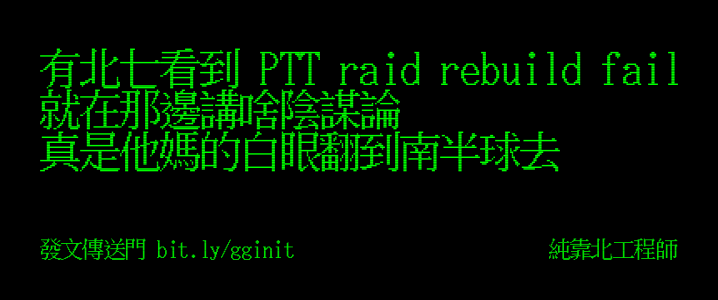 有北七看到 PTT raid rebuild fail
就在那邊講啥陰謀論
真是他媽的白眼翻到南半球去
發文傳送門 bit.ly/gginit
純靠北工程師